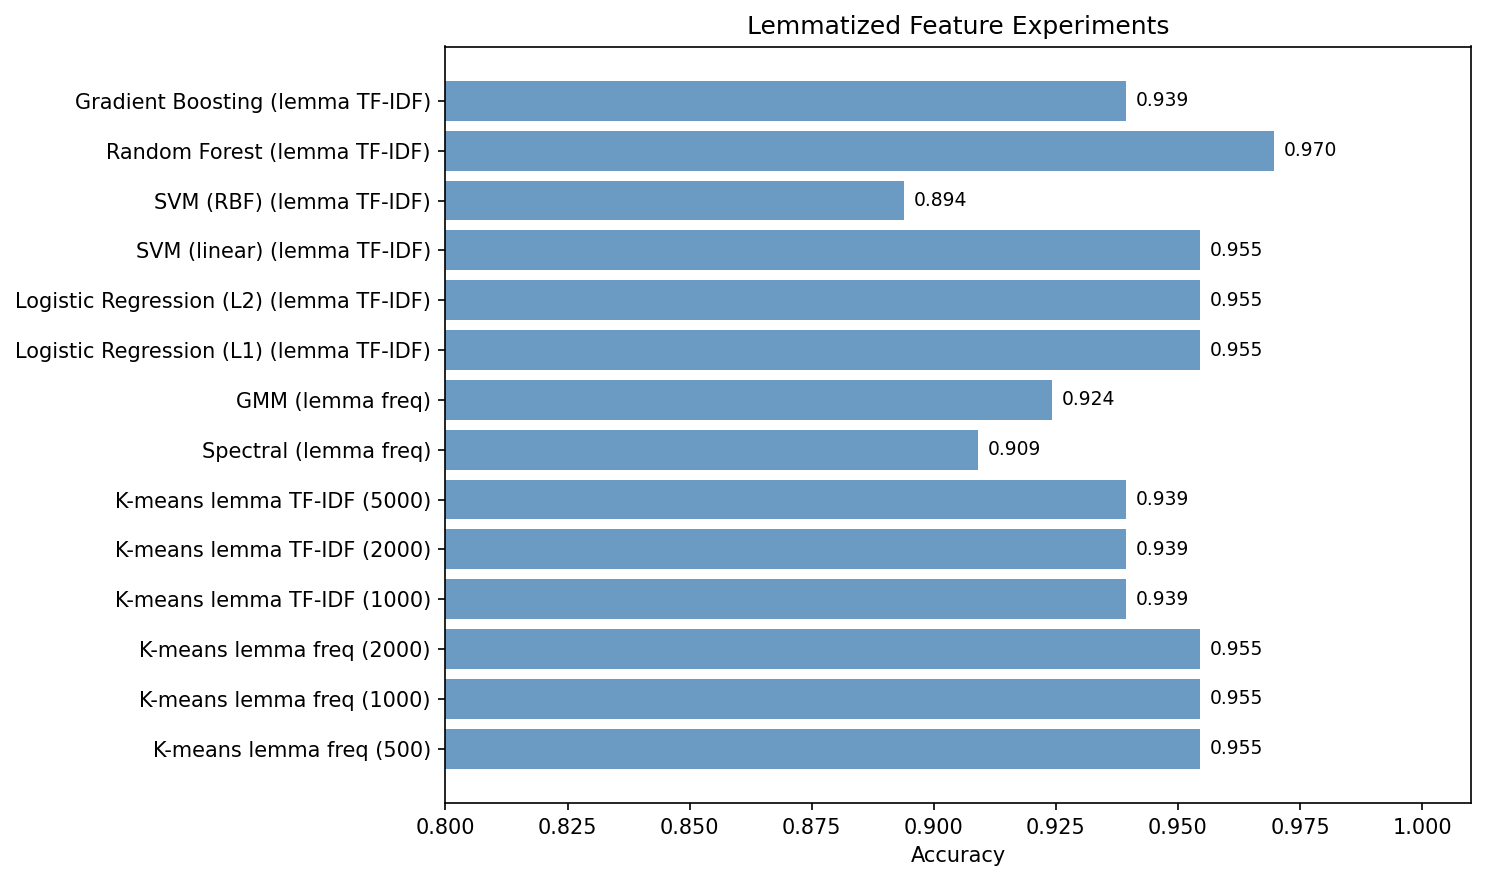 Lemmatized Feature Experiments
Gradient Boosting (lemma TF-IDF) 0.939
Random Forest (lemma TF-IDF) 0.970
SVM (RBF) (lemma TF-IDF) 0.894
SVM (linear) (lemma TF-IDF) 0.955
Logistic Regression (L2) (lemma TF-IDF) 0.955
Logistic Regression (L1) (lemma TF-IDF) 0.955
GMM (lemma freq) 0.924
Spectral (lemma freq) 0.909
K-means lemma TF-IDF (5000) 0.939
K-means lemma TF-IDF (2000) 0.939
K-means lemma TF-IDF (1000) 0.939
K-means lemma freq (2000) 0.955
K-means lemma freq (1000) 0.955
K-means lemma freq (500) 0.955
0.800 0.825 0.850 0.875 0.900 0.925 0.950 0.975 1.000
Accuracy